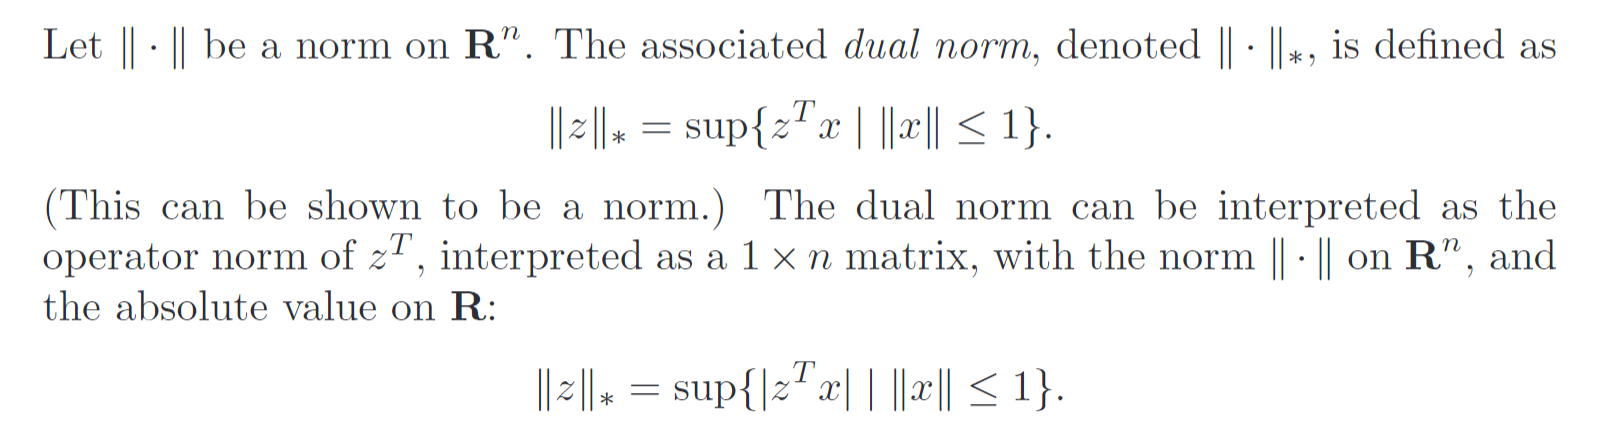 Let ‖ · ‖ be a norm on Rⁿ. The associated dual norm, denoted ‖ · ‖∗, is defined as
‖z‖∗ = sup{zᵀx | ‖x‖ ≤ 1}.
(This can be shown to be a norm.) The dual norm can be interpreted as the
operator norm of zᵀ, interpreted as a 1 × n matrix, with the norm ‖ · ‖ on Rⁿ, and
the absolute value on R:
‖z‖∗ = sup{|zᵀx| | ‖x‖ ≤ 1}.